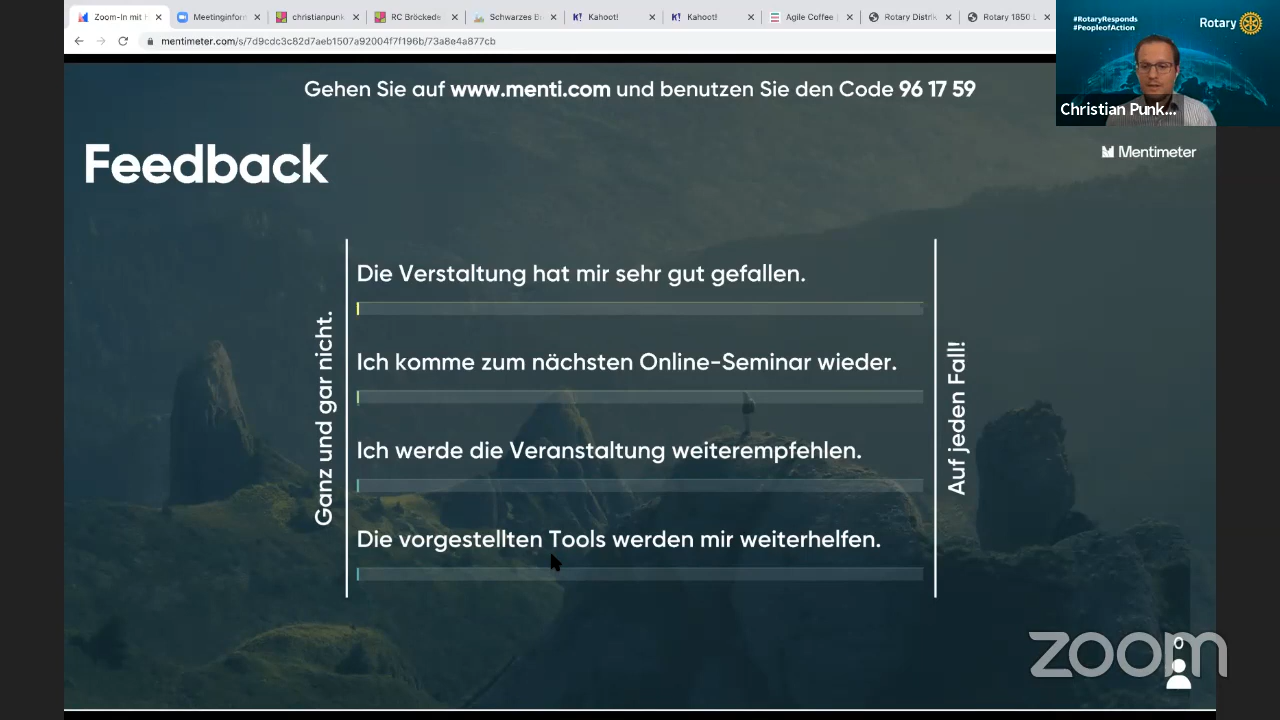 Zoom-In mit
Meetinginforn
christianpunk
RC Bröckede
Schwarzes B
Kahoot!
Kahoot!
Agile Coffee
Rotary Distrik
Rotary 1850
mentimeter.com/s/7d9cdc3c82d7aeb1507a92004f7f196b/73a8e4a877cb
#RotaryResponds
#PeopleofAction
Rotary
Christian Punk...
Gehen Sie auf www.menti.com und benutzen Sie den Code 96 17 59
Mentimeter
Feedback
Ganz und gar nicht.
Die Verstaltung hat mir sehr gut gefallen.
Ich komme zum nächsten Online-Seminar wieder.
Ich werde die Veranstaltung weiterempfehlen.
Die vorgestellten Tools werden mir weiterhelfen.
Auf jeden Fall!
0
zoom